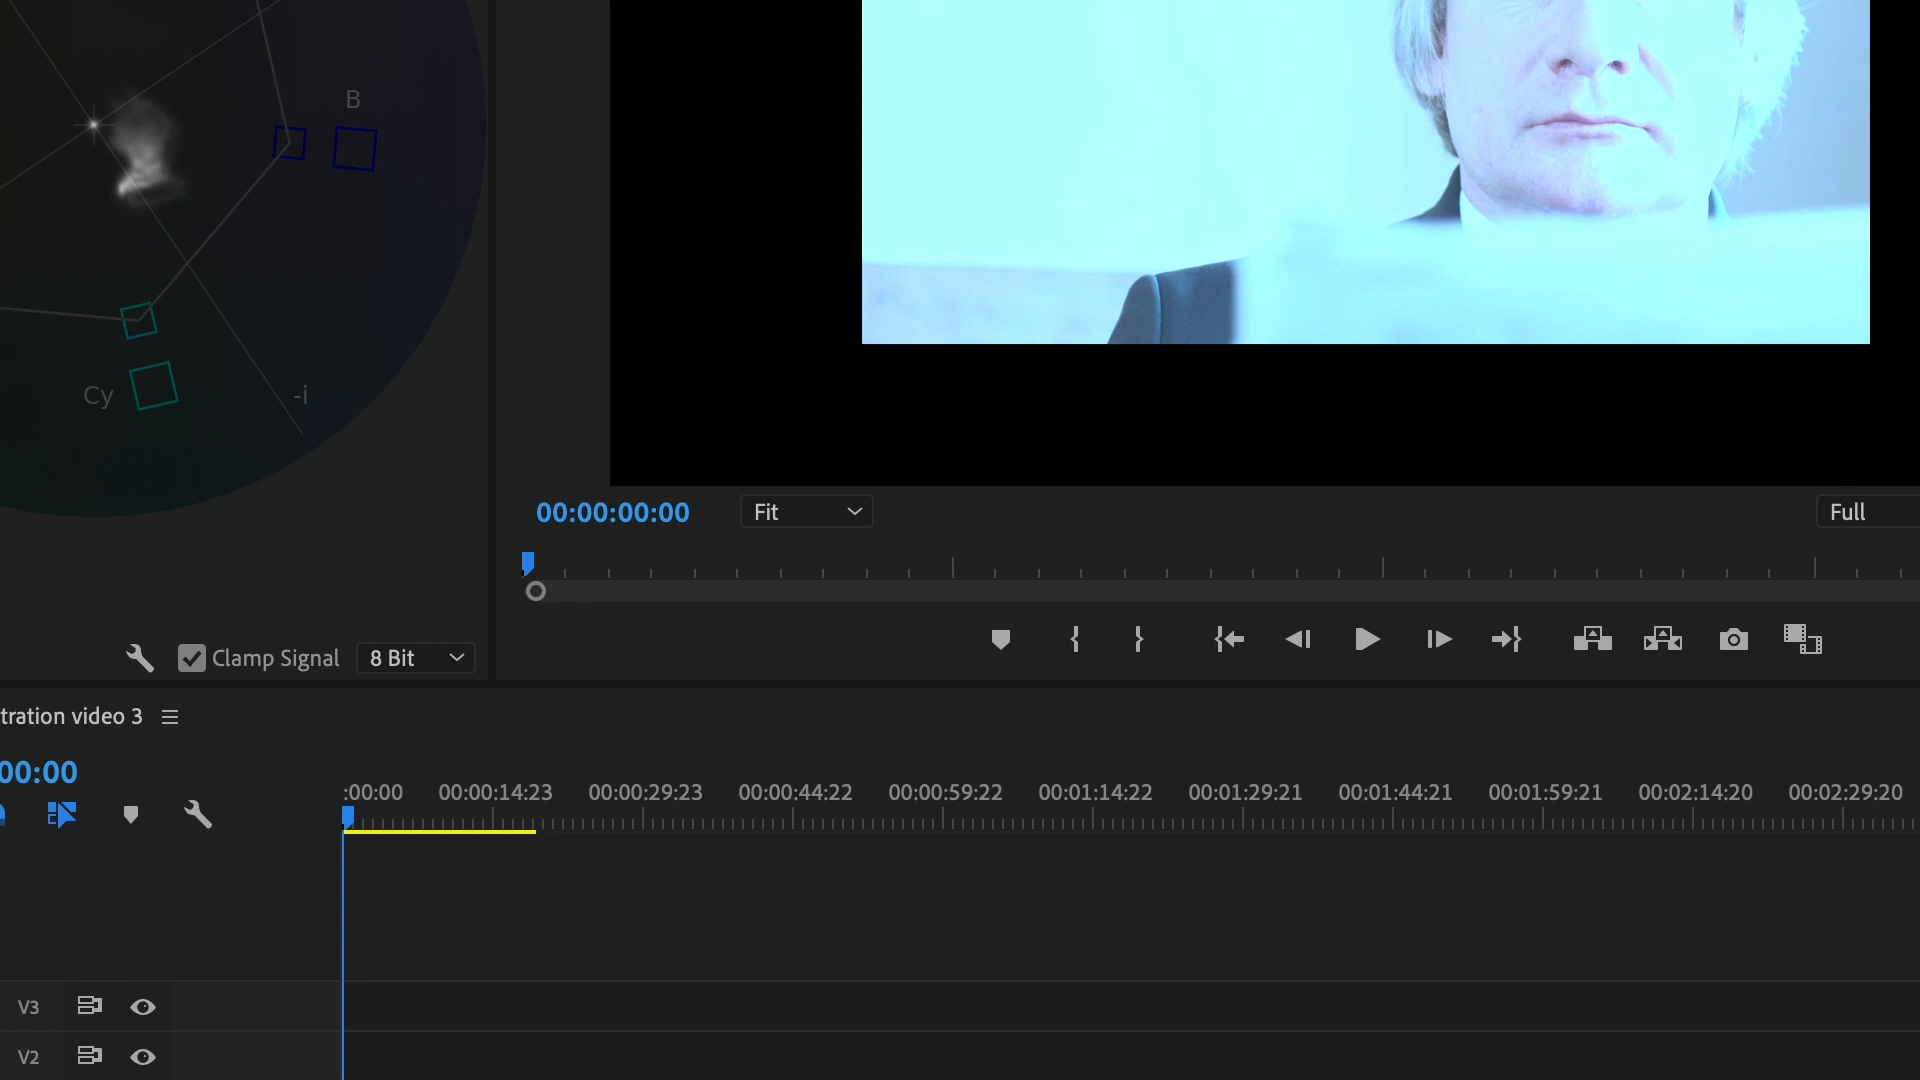 B
Cy
-i
00:00:00:00
Fit
Full
Clamp Signal
8 Bit
tration video 3
00:00
:00:00
00:00:14:23
00:00:29:23
00:00:44:22
00:00:59:22
00:01:14:22
00:01:29:21
00:01:44:21
00:01:59:21
00:02:14:20
00:02:29:20
V3
V2